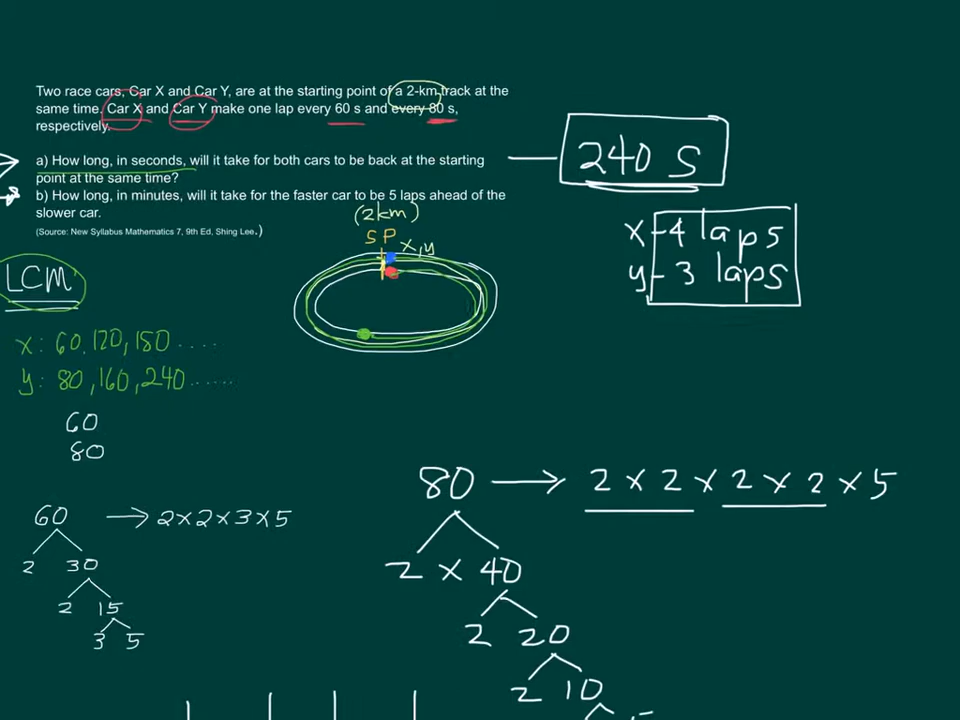 Two race cars, Car X and Car Y, are at the starting point of a 2-km track at the
same time. Car X and Car Y make one lap every 60 s and every 80 s,
respectively.
a) How long, in seconds, will it take for both cars to be back at the starting
point at the same time?
b) How long, in minutes, will it take for the faster car to be 5 laps ahead of the
slower car.
(Source: New Syllabus Mathematics 7, 9th Ed, Shing Lee.)
240 S
x-4 laps
y- 3 laps
(2km)
SP
x,y
LCM
x: 60,120,150....
y: 80,160,240......
60
80
60 → 2×2×3×5
2 30
2 15
3 5
80 → 2 × 2 × 2 × 2 × 5
2 × 40
2 20
2 10